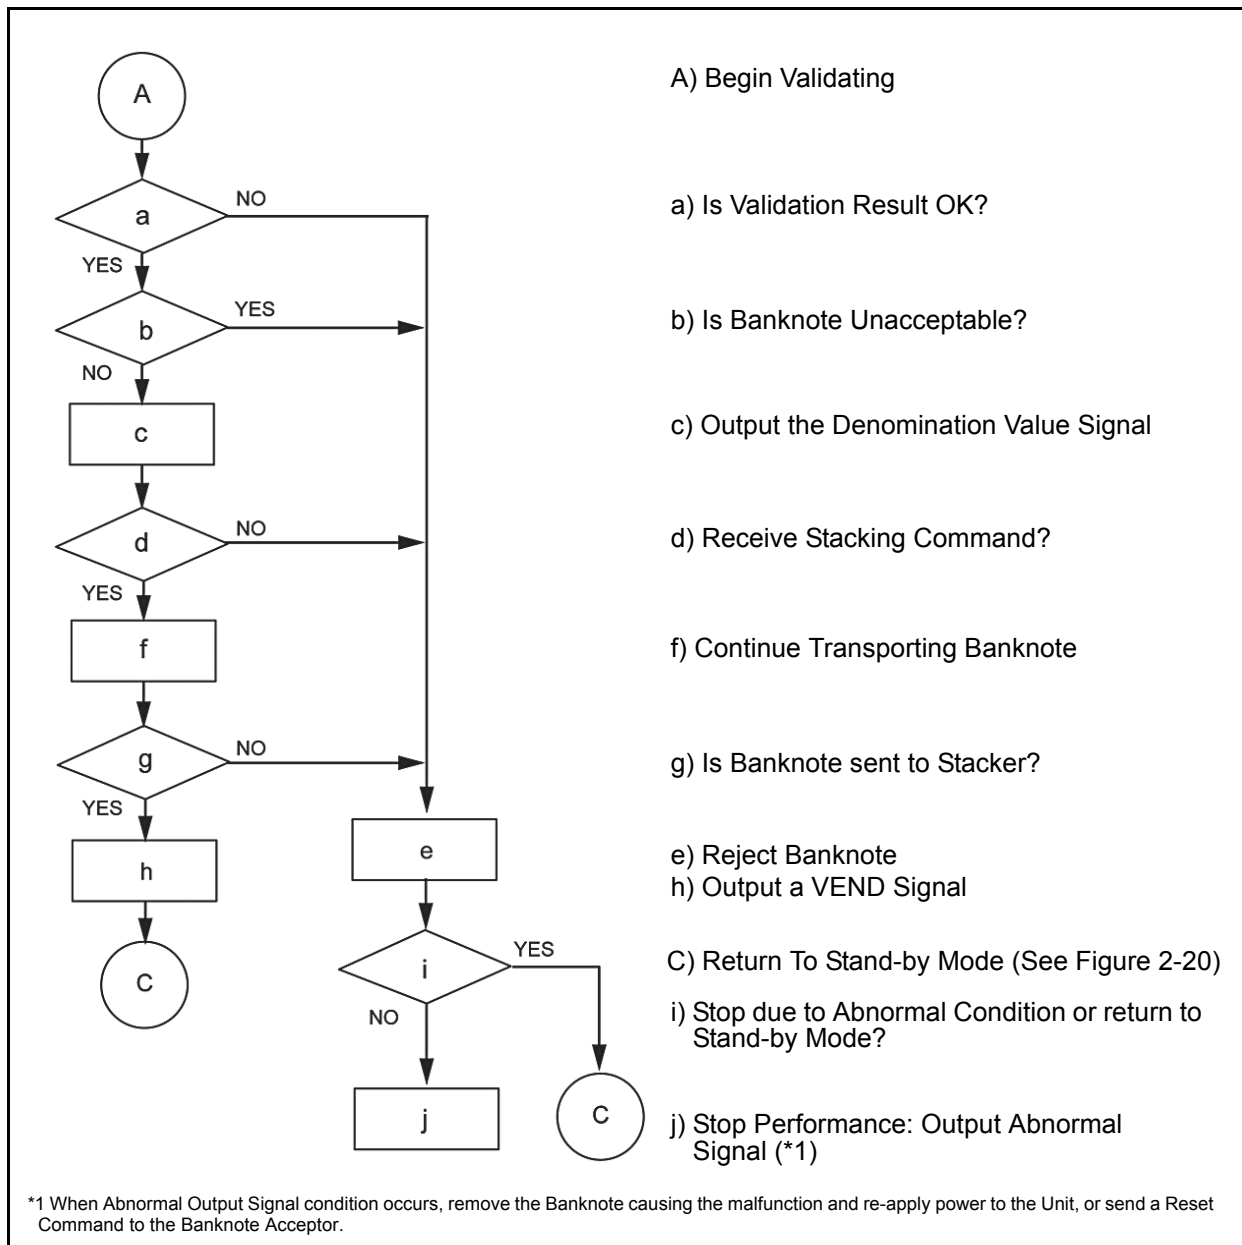 A
A) Begin Validating
a
NO
a) Is Validation Result OK?
YES
b
YES
b) Is Banknote Unacceptable?
NO
c
c) Output the Denomination Value Signal
d
NO
d) Receive Stacking Command?
YES
f
f) Continue Transporting Banknote
g
NO
g) Is Banknote sent to Stacker?
YES
e
e) Reject Banknote
h
h) Output a VEND Signal
i
YES
C
C) Return To Stand-by Mode (See Figure 2-20)
NO
i) Stop due to Abnormal Condition or return to
Stand-by Mode?
j
C
j) Stop Performance: Output Abnormal
Signal (*1)
*1 When Abnormal Output Signal condition occurs, remove the Banknote causing the malfunction and re-apply power to the Unit, or send a Reset
Command to the Banknote Acceptor.